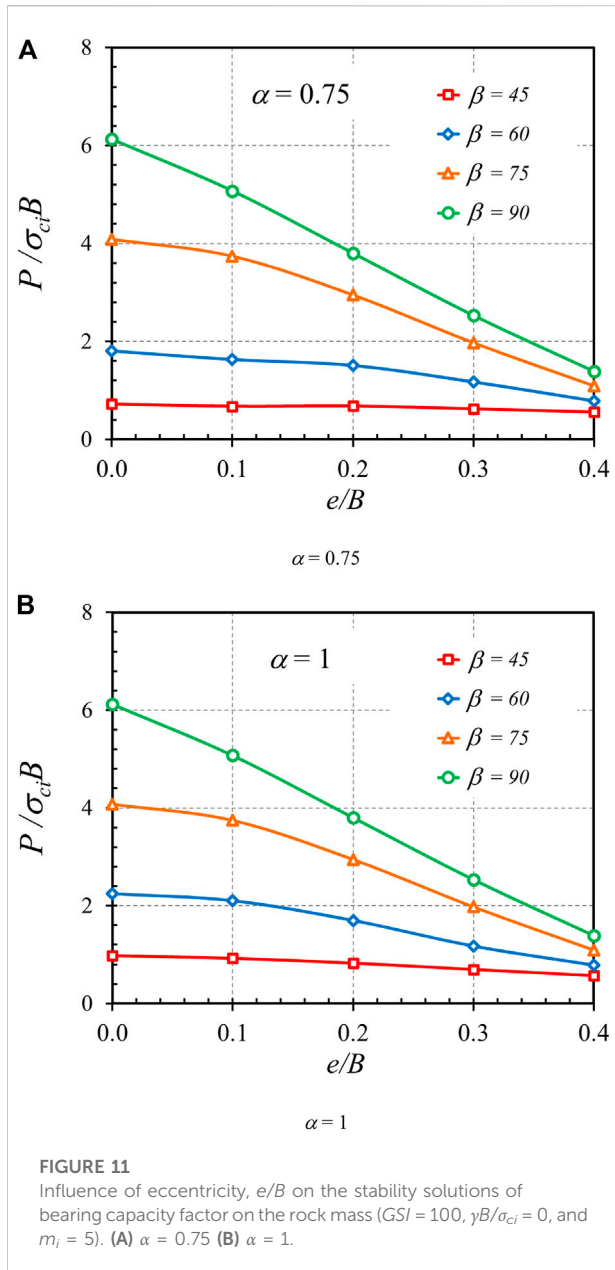 A
8
α = 0.75
β = 45
β = 60
β = 75
β = 90
6
4
2
0
P /σciB
0.0 0.1 0.2 0.3 0.4
e/B
α = 0.75
B
8
α = 1
β = 45
β = 60
β = 75
β = 90
6
4
2
0
P /σciB
0.0 0.1 0.2 0.3 0.4
e/B
α = 1
FIGURE 11
Influence of eccentricity, e/B on the stability solutions of
bearing capacity factor on the rock mass (GSI = 100, γB/σci = 0, and
mi = 5). (A) α = 0.75 (B) α = 1.